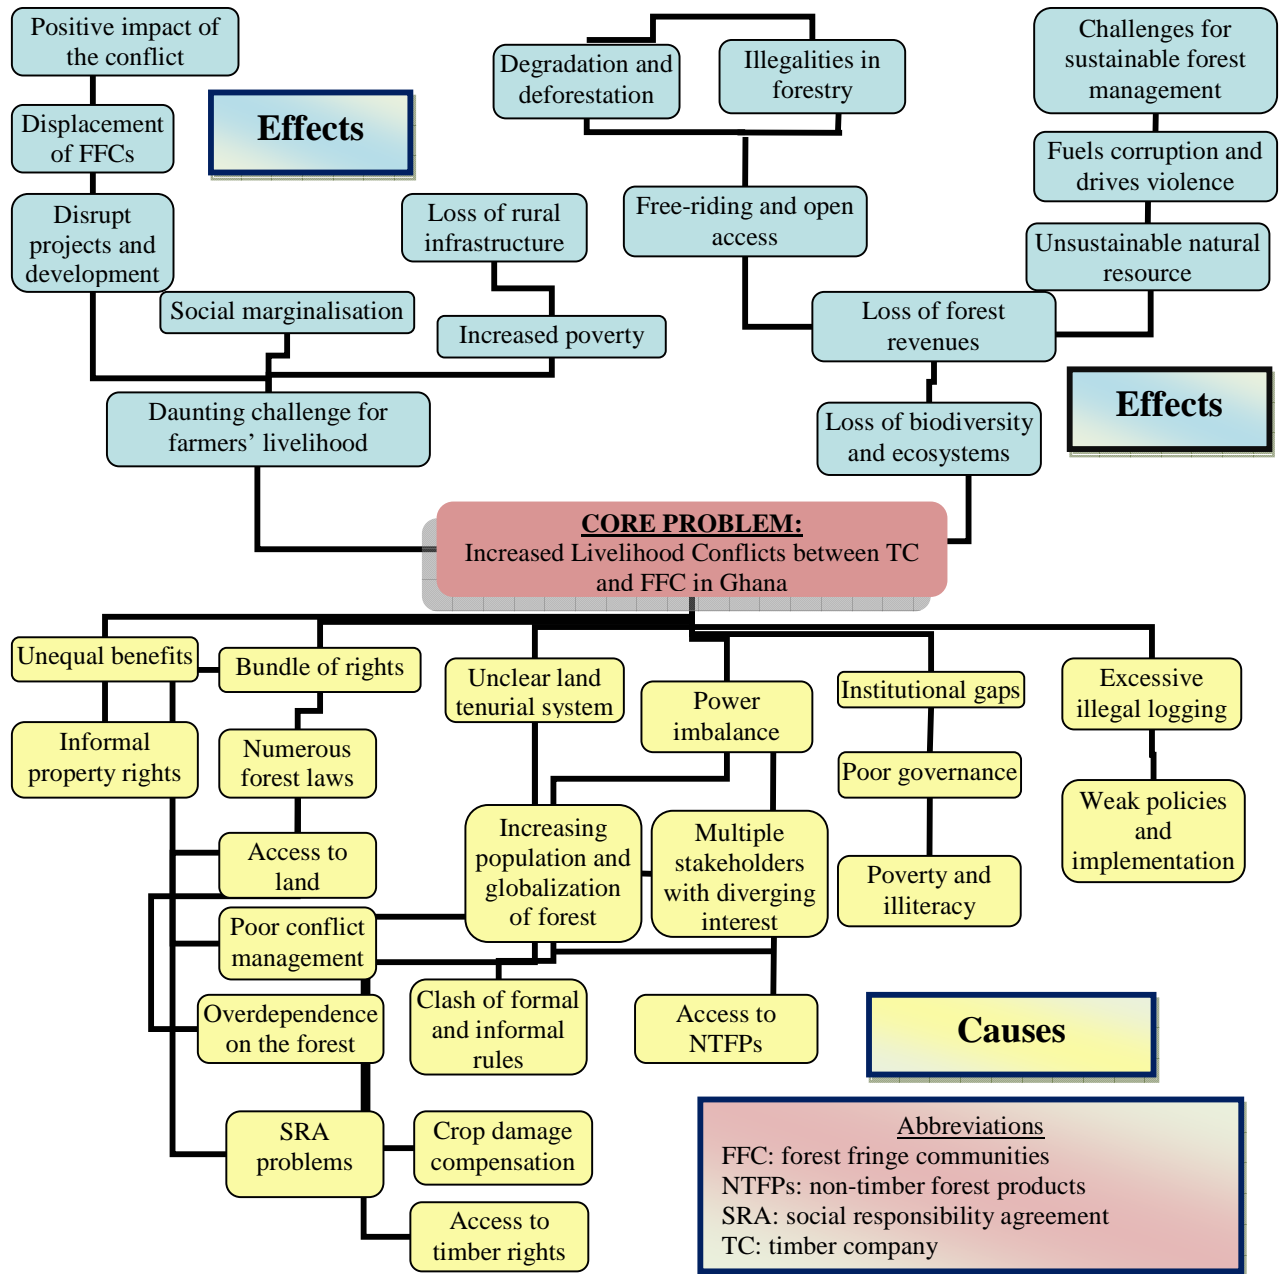 Positive impact of
the conflict
Displacement
of FFCs
Disrupt
projects and
development
Effects
Social marginalisation
Loss of rural
infrastructure
Increased poverty
Daunting challenge for
farmers’ livelihood
Degradation and
deforestation
Illegalities in
forestry
Free-riding and open
access
Challenges for
sustainable forest
management
Fuels corruption and
drives violence
Unsustainable natural
resource
Loss of forest
revenues
Loss of biodiversity
and ecosystems
Effects
CORE PROBLEM:
Increased Livelihood Conflicts between TC
and FFC in Ghana
Unequal benefits
Informal
property rights
Bundle of rights
Numerous
forest laws
Access to
land
Poor conflict
management
Overdependence
on the forest
SRA
problems
Unclear land
tenurial system
Increasing
population and
globalization
of forest
Clash of formal
and informal
rules
Crop damage
compensation
Access to
timber rights
Power
imbalance
Multiple
stakeholders
with diverging
interest
Access to
NTFPs
Institutional gaps
Poor governance
Poverty and
illiteracy
Excessive
illegal logging
Weak policies
and
implementation
Causes
Abbreviations
FFC: forest fringe communities
NTFPs: non-timber forest products
SRA: social responsibility agreement
TC: timber company